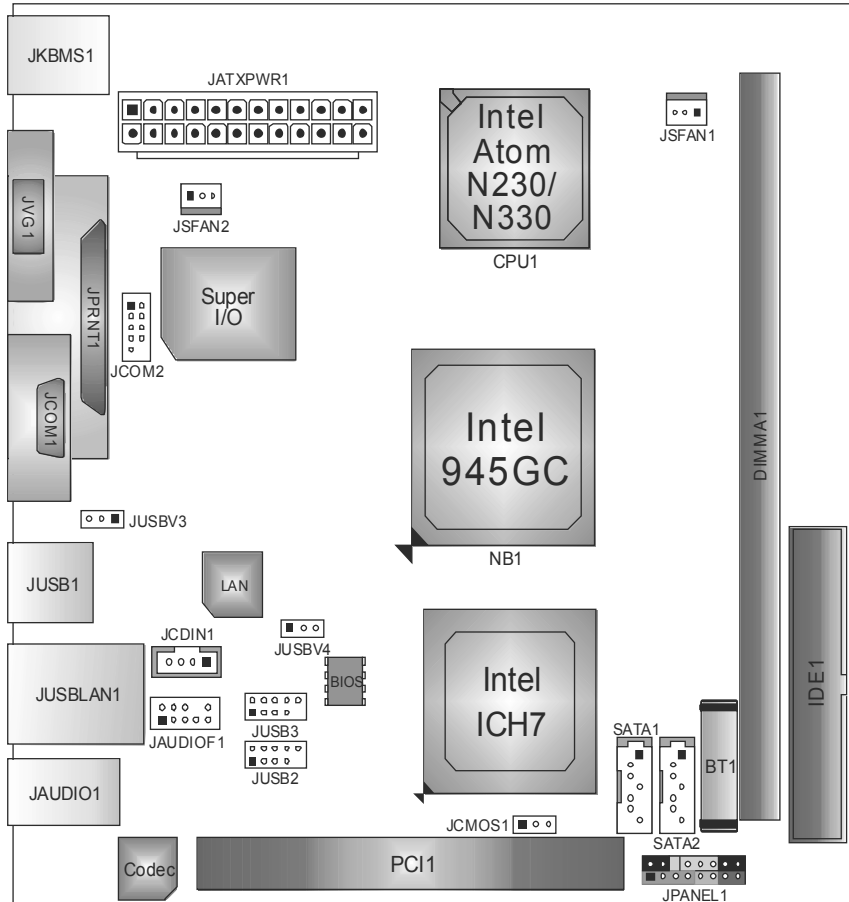 JKBMS1
JATXPWR1
Intel
Atom
N230/
N330
CPU1
JSFAN1
JVG1
JSFAN2
JPRNT1
Super
I/O
JCOM2
JCOM1
Intel
945GC
NB1
DIMMA1
JUSBV3
JUSB1
LAN
JCDIN1
JUSBV4
BIOS
JUSBLAN1
JAUDIOF1
JUSB3
JUSB2
Intel
ICH7
IDE1
SATA1
BT1
JAUDIO1
JCMOS1
SATA2
Codec
PCI1
JPANEL1